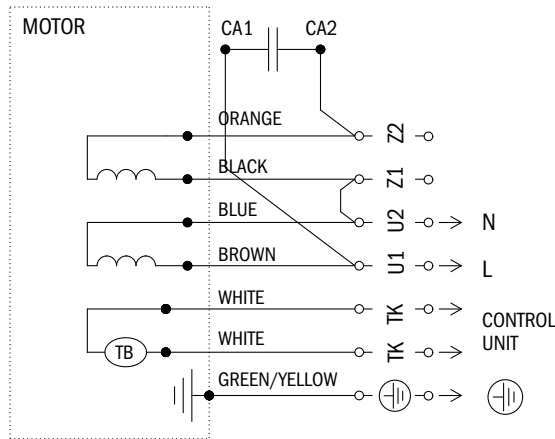 MOTOR
CA1 CA2
ORANGE Z2
BLACK Z1
BLUE U2 N
BROWN U1 L
WHITE TK
CONTROL
UNIT
TB WHITE TK
GREEN/YELLOW